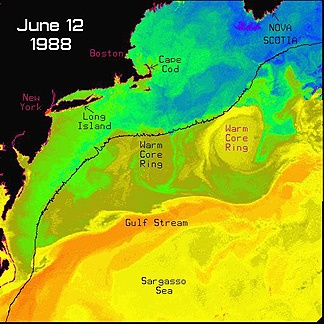 June 12
1988
NOVA
SCOTIA
Boston
Cape
Cod
New
York
Long
Island
Warm
Core
Ring
Warm
Core
Ring
Gulf Stream
Sargasso
Sea